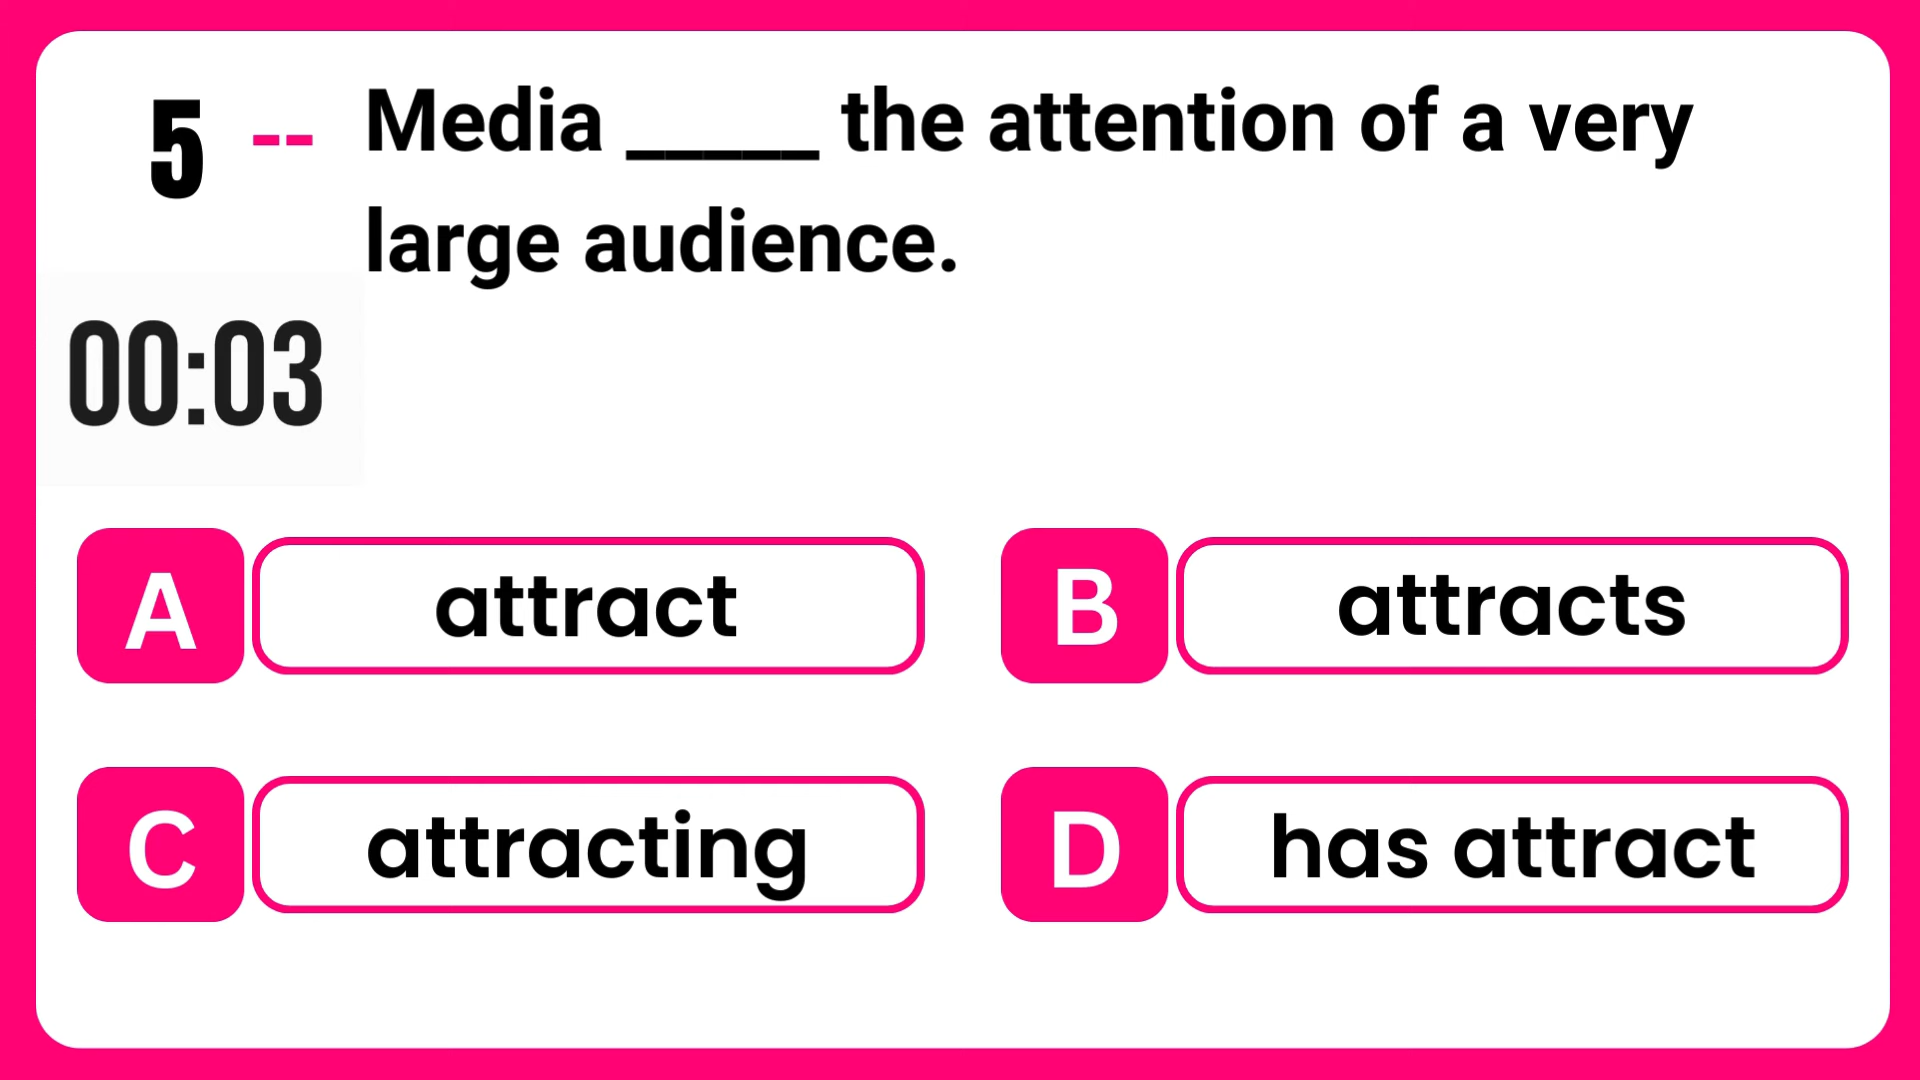 5 -- Media _____ the attention of a very
large audience.
00:03
A attract
B attracts
C attracting
D has attract